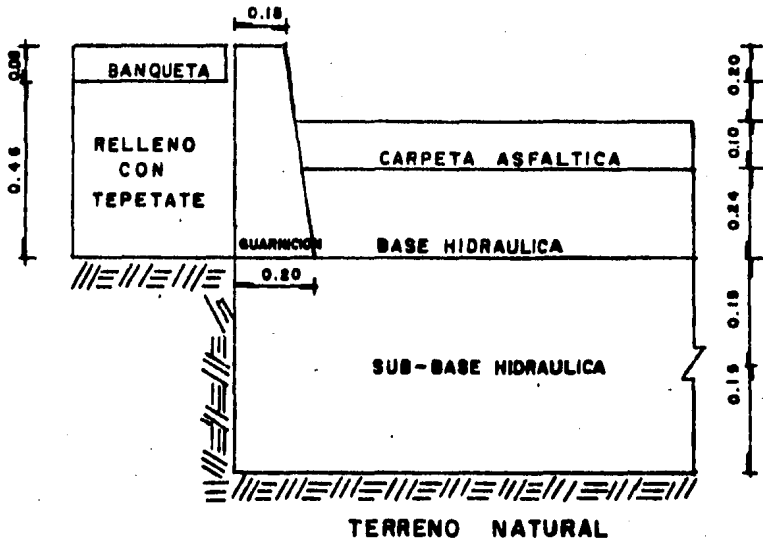 0.15
0.08
BANQUETA
0.20
RELLENO
CON
TEPETATE
0.46
CARPETA ASFALTICA
0.10
0.24
GUARNICION
BASE HIDRAULICA
0.20
SUB-BASE HIDRAULICA
0.15
0.15
TERRENO NATURAL